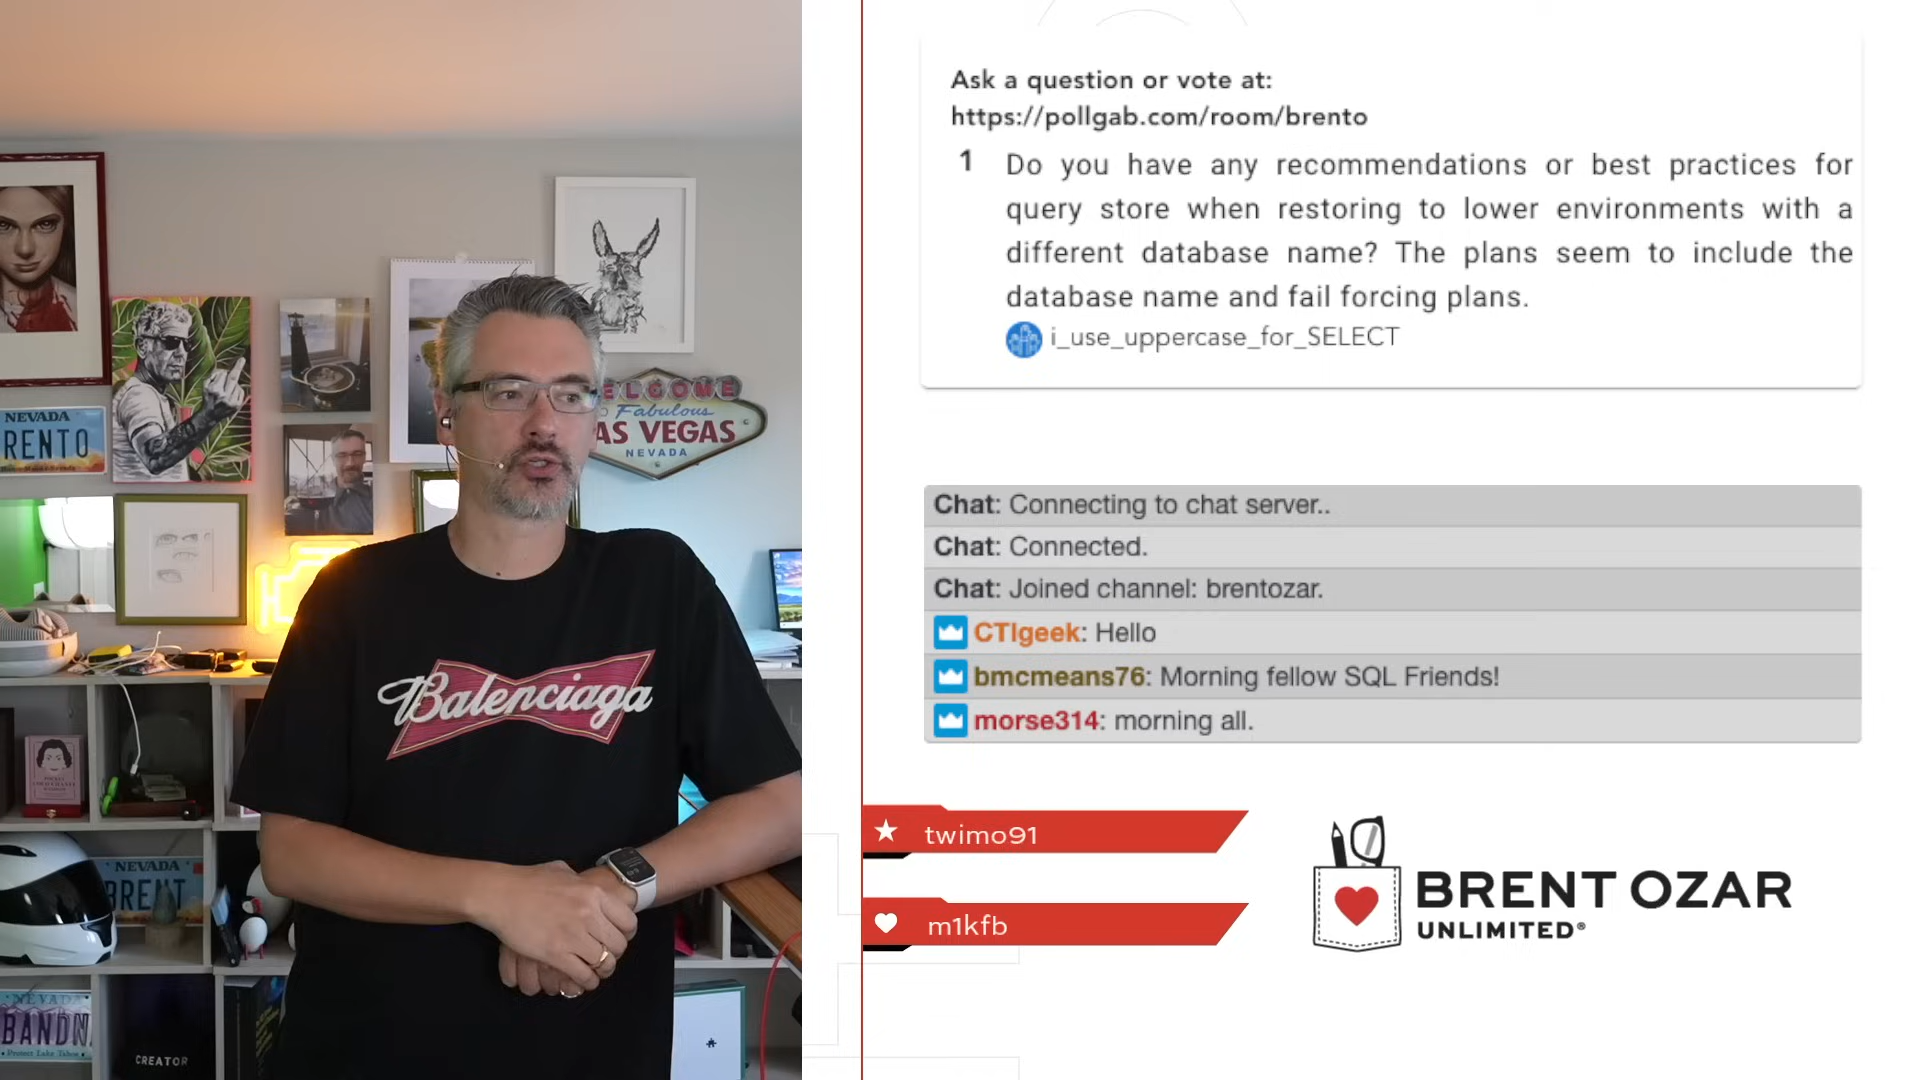 Ask a question or vote at:
https://pollgab.com/room/brento
1 Do you have any recommendations or best practices for
query store when restoring to lower environments with a
different database name? The plans seem to include the
database name and fail forcing plans.
i_use_uppercase_for_SELECT
Chat: Connecting to chat server..
Chat: Connected.
Chat: Joined channel: brentozar.
CTIgeek: Hello
bmcmeans76: Morning fellow SQL Friends!
morse314: morning all.
twimo91
m1kfb
BRENT OZAR
UNLIMITED®
NEVADA
RENTO
WELCOME
TO Fabulous
LAS VEGAS
NEVADA
Balenciaga
NEVADA
BRENT
NEVADA
BANDN
CREATOR